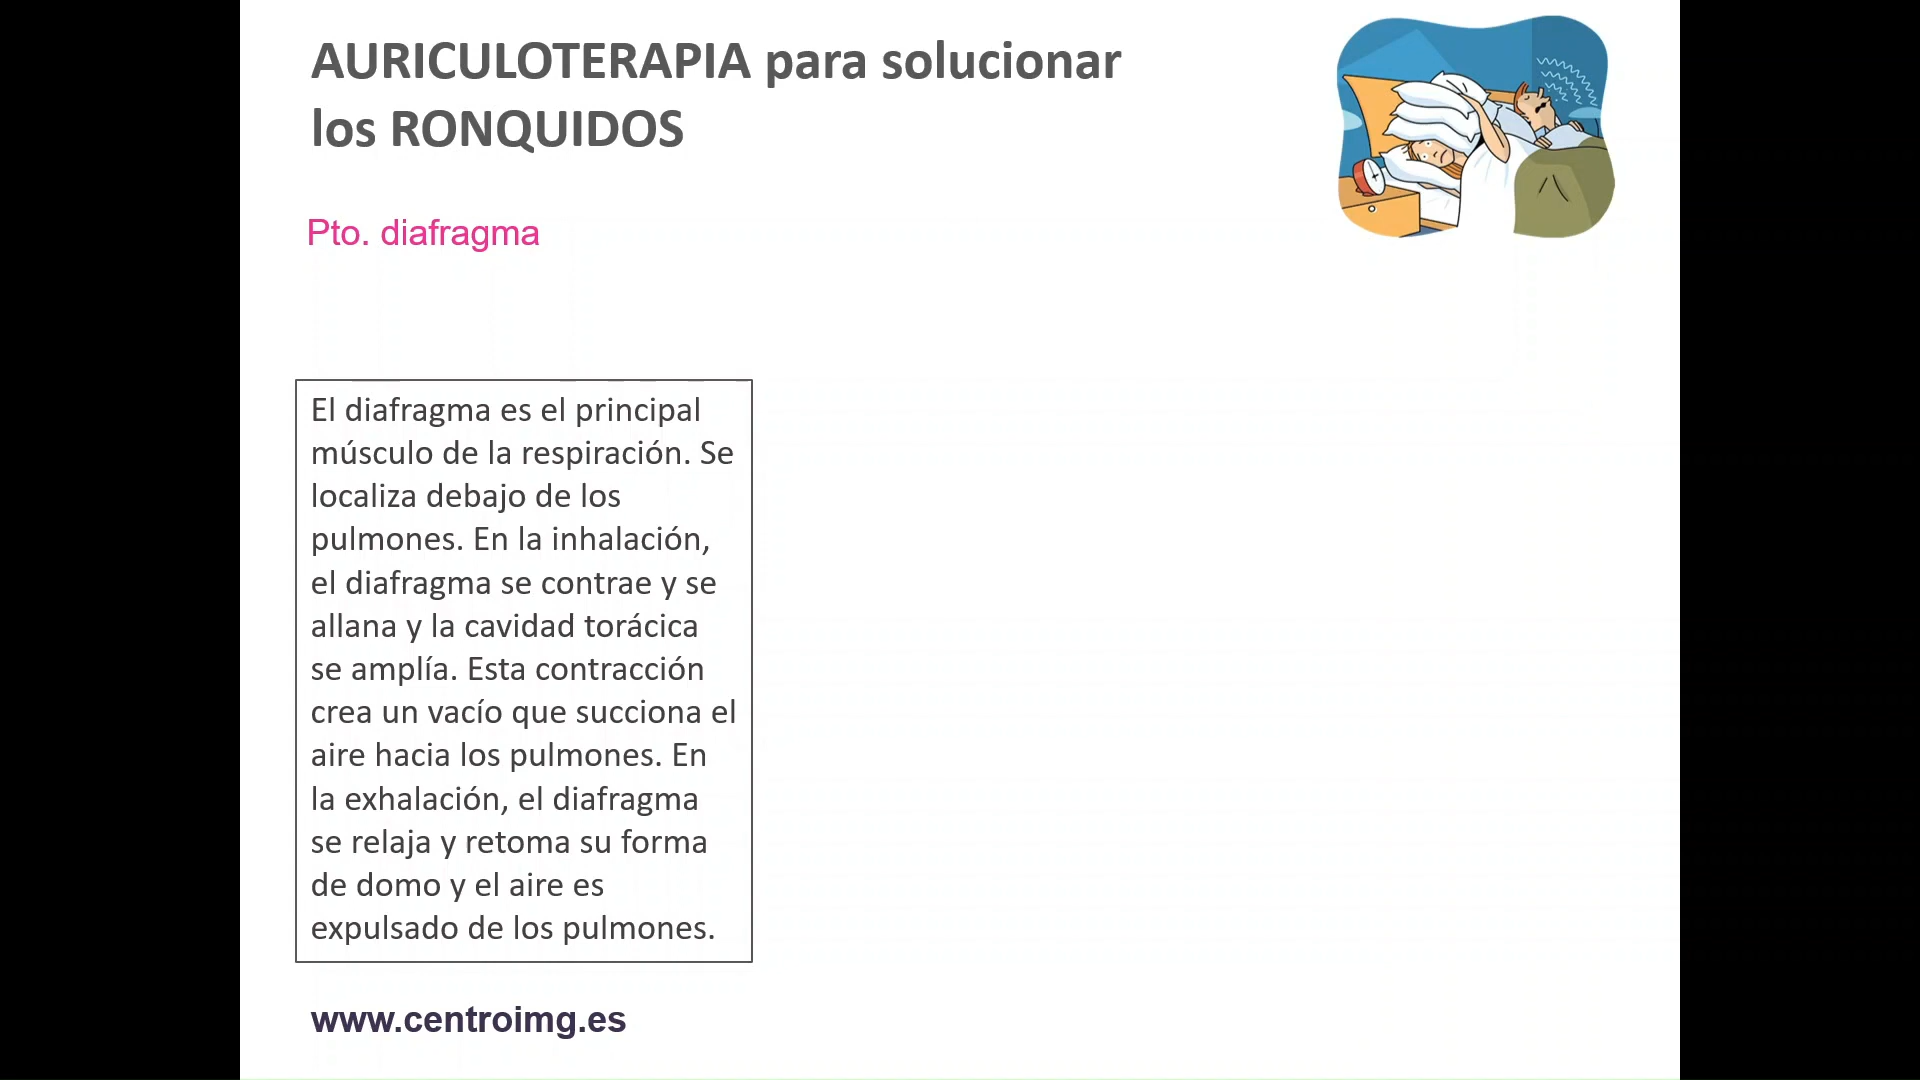 AURICULOTERAPIA para solucionar
los RONQUIDOS
Pto. diafragma
El diafragma es el principal
músculo de la respiración. Se
localiza debajo de los
pulmones. En la inhalación,
el diafragma se contrae y se
allana y la cavidad torácica
se amplía. Esta contracción
crea un vacío que succiona el
aire hacia los pulmones. En
la exhalación, el diafragma
se relaja y retoma su forma
de domo y el aire es
expulsado de los pulmones.
www.centroimg.es